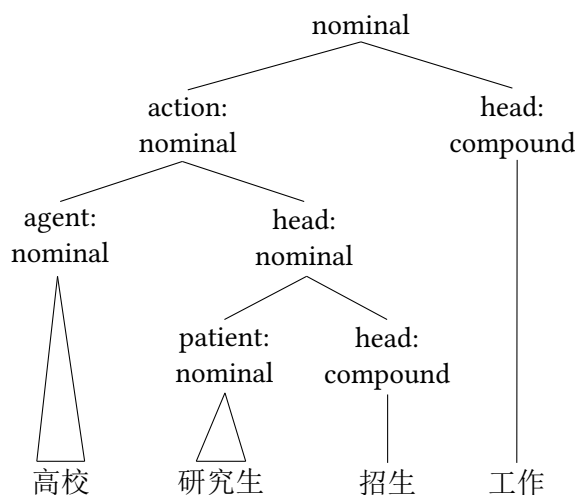 nominal
action: head:
nominal compound
agent: head:
nominal nominal
patient: head:
nominal compound
高校 研究生 招生 工作